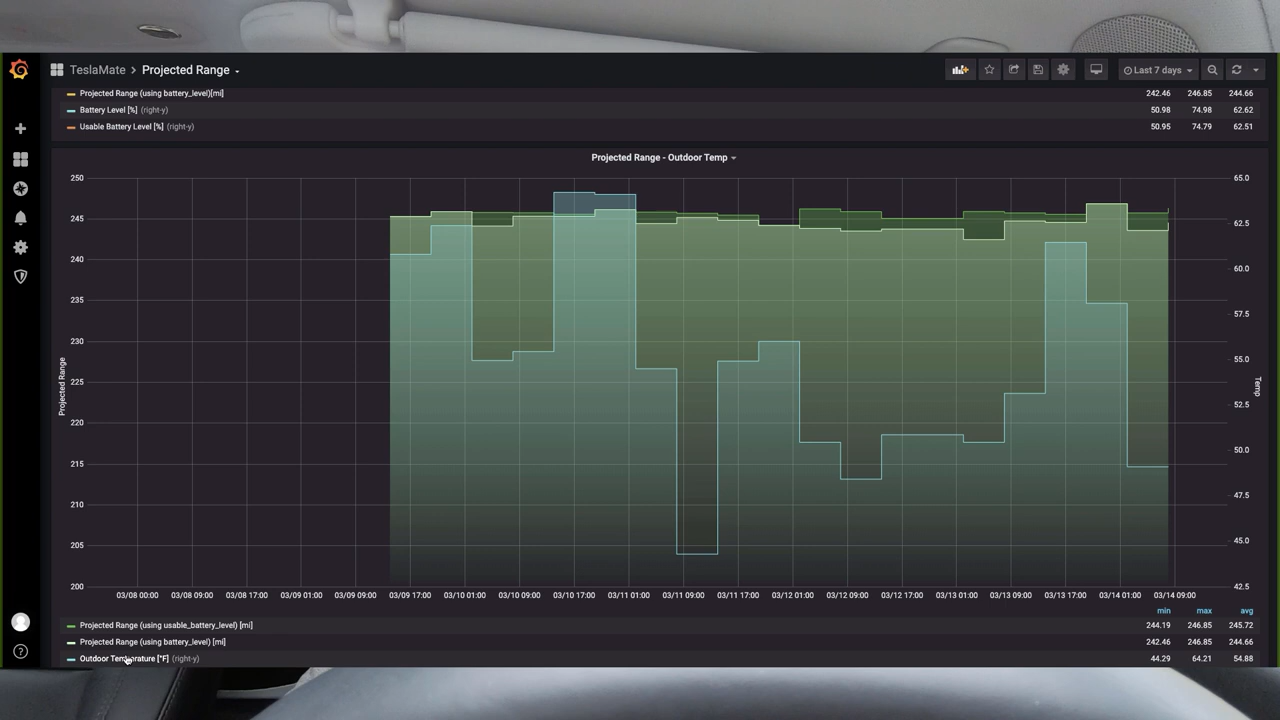 TeslaMate > Projected Range
Last 7 days
Projected Range (using battery_level)[mi] 242.46 246.85 244.66
Battery Level [%] (right-y) 50.98 74.98 62.62
Usable Battery Level [%] (right-y) 50.95 74.79 62.51
Projected Range - Outdoor Temp
250
245
240
235
230
225
220
215
210
205
200
Projected Range
65.0
62.5
60.0
57.5
55.0
52.5
50.0
47.5
45.0
42.5
Temp
03/08 00:00 03/08 09:00 03/08 17:00 03/09 01:00 03/09 09:00 03/09 17:00 03/10 01:00 03/10 09:00 03/10 17:00 03/11 01:00 03/11 09:00 03/11 17:00 03/12 01:00 03/12 09:00 03/12 17:00 03/13 01:00 03/13 09:00 03/13 17:00 03/14 01:00 03/14 09:00
min max avg
Projected Range (using usable_battery_level) [mi] 244.19 246.85 245.72
Projected Range (using battery_level) [mi] 242.46 246.85 244.66
Outdoor Temperature [°F] (right-y) 44.29 64.21 54.88